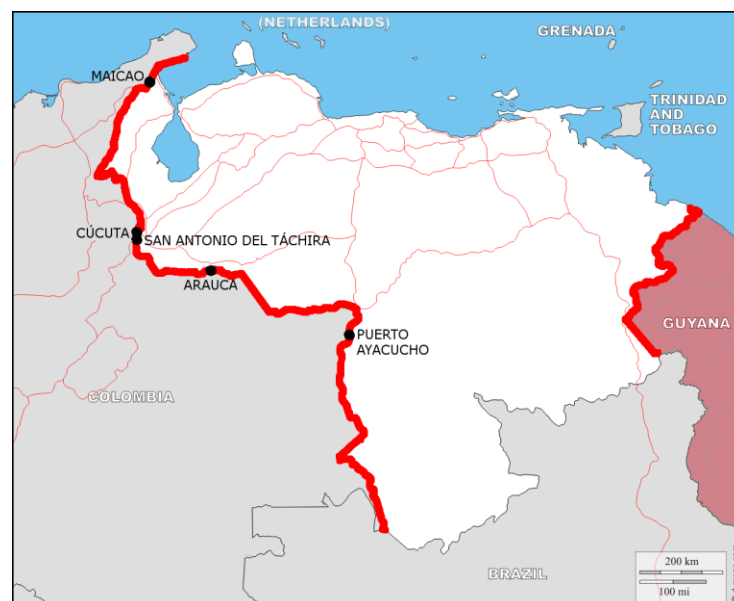 (NETHERLANDS)
GRENADA
MAICAO
TRINIDAD
AND
TOBAGO
CÚCUTA
SAN ANTONIO DEL TÁCHIRA
ARAUCA
GUYANA
PUERTO
AYACUCHO
COLOMBIA
200 km
BRAZIL
100 mi